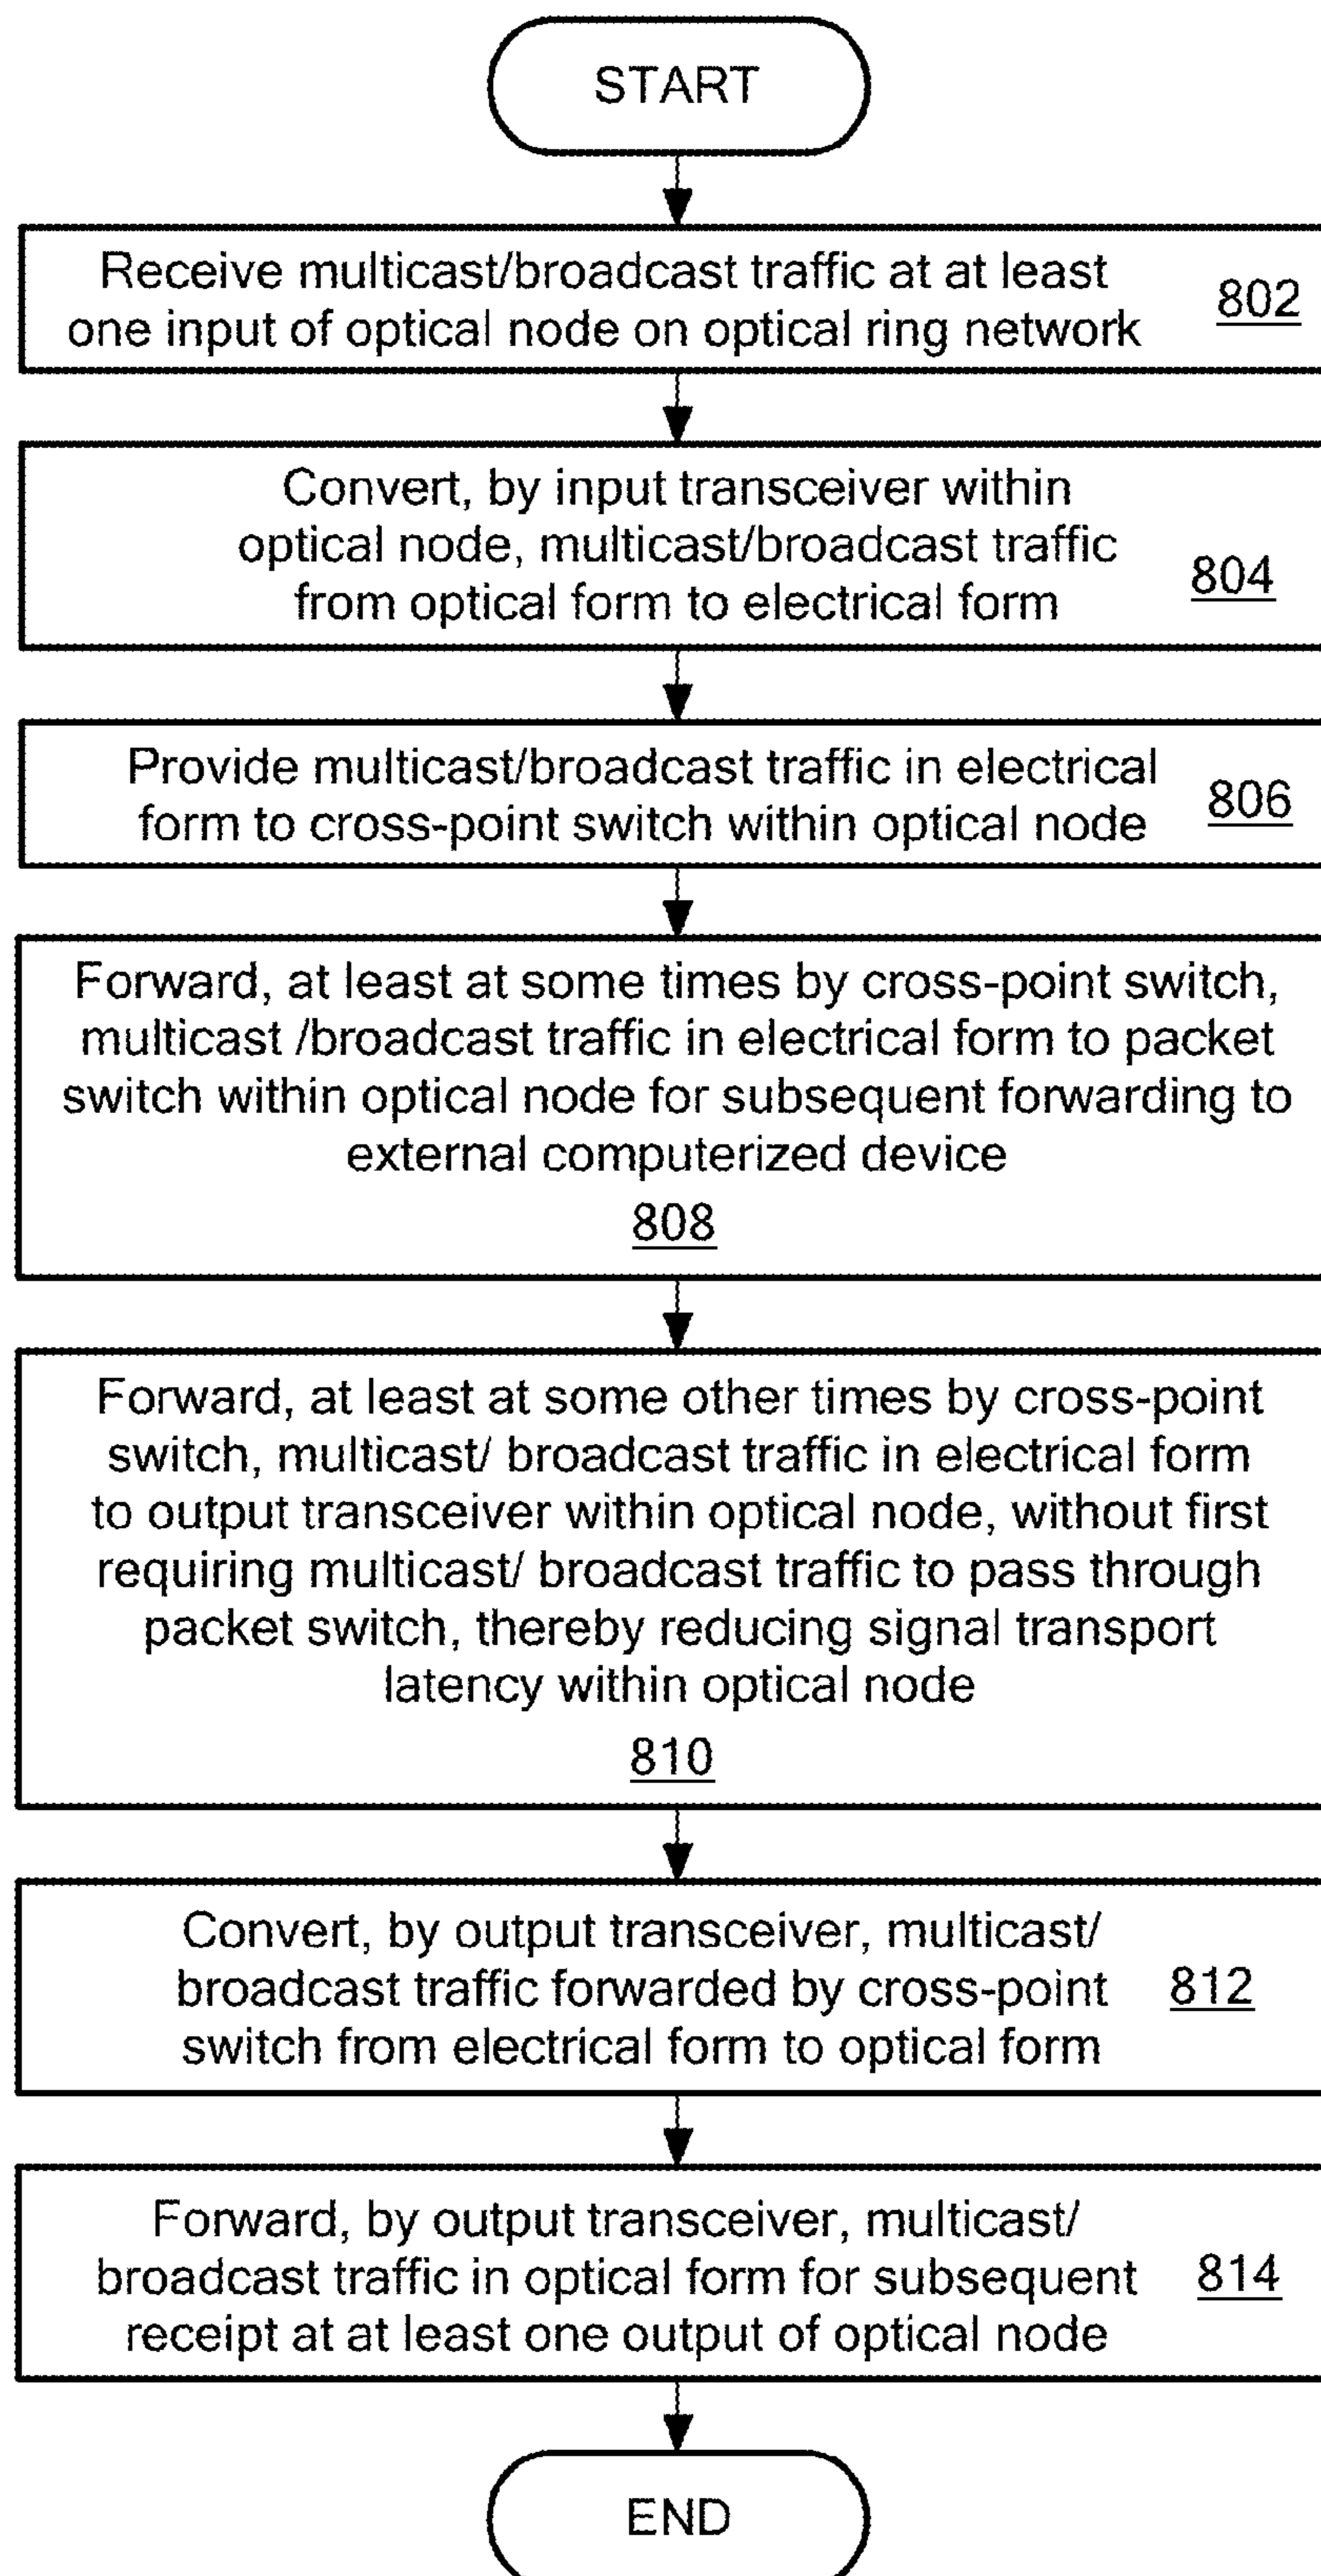 START
Receive multicast/broadcast traffic at at least
one input of optical node on optical ring network
802
Convert, by input transceiver within
optical node, multicast/broadcast traffic
from optical form to electrical form
804
Provide multicast/broadcast traffic in electrical
form to cross-point switch within optical node
806
Forward, at least at some times by cross-point switch,
multicast /broadcast traffic in electrical form to packet
switch within optical node for subsequent forwarding to
external computerized device
808
Forward, at least at some other times by cross-point
switch, multicast/ broadcast traffic in electrical form
to output transceiver within optical node, without first
requiring multicast/ broadcast traffic to pass through
packet switch, thereby reducing signal transport
latency within optical node
810
Convert, by output transceiver, multicast/
broadcast traffic forwarded by cross-point
switch from electrical form to optical form
812
Forward, by output transceiver, multicast/
broadcast traffic in optical form for subsequent
receipt at at least one output of optical node
814
END